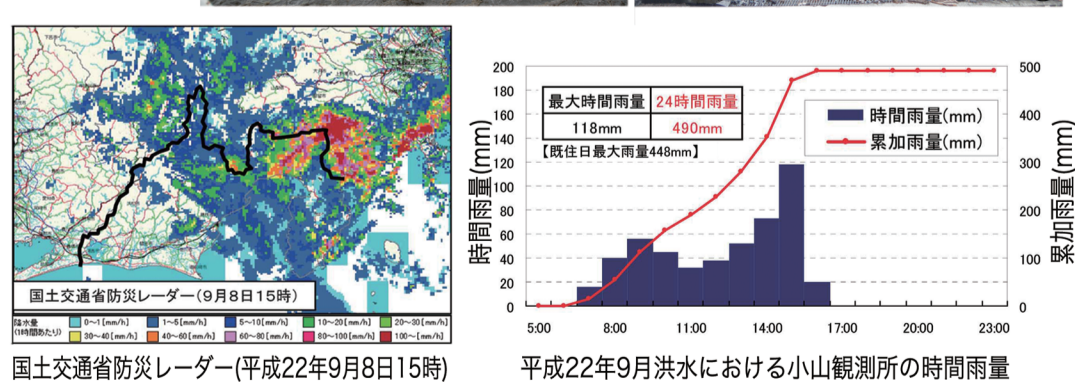 国土交通省防災レーダー(9月8日15時)
降水量
(1時間あたり)
0～1[mm/h]
1～5[mm/h]
5～10[mm/h]
10～20[mm/h]
20～30[mm/h]
30～40[mm/h]
40～60[mm/h]
60～80[mm/h]
80～100[mm/h]
100～[mm/h]
国土交通省防災レーダー(平成22年9月8日15時)
時間雨量(mm)
200
180
160
140
120
100
80
60
40
20
0
最大時間雨量 24時間雨量
118mm 490mm
【既住日最大雨量448mm】
時間雨量(mm)
累加雨量(mm)
500
400
300
200
100
0
累加雨量(mm)
5:00 8:00 11:00 14:00 17:00 20:00 23:00
平成22年9月洪水における小山観測所の時間雨量